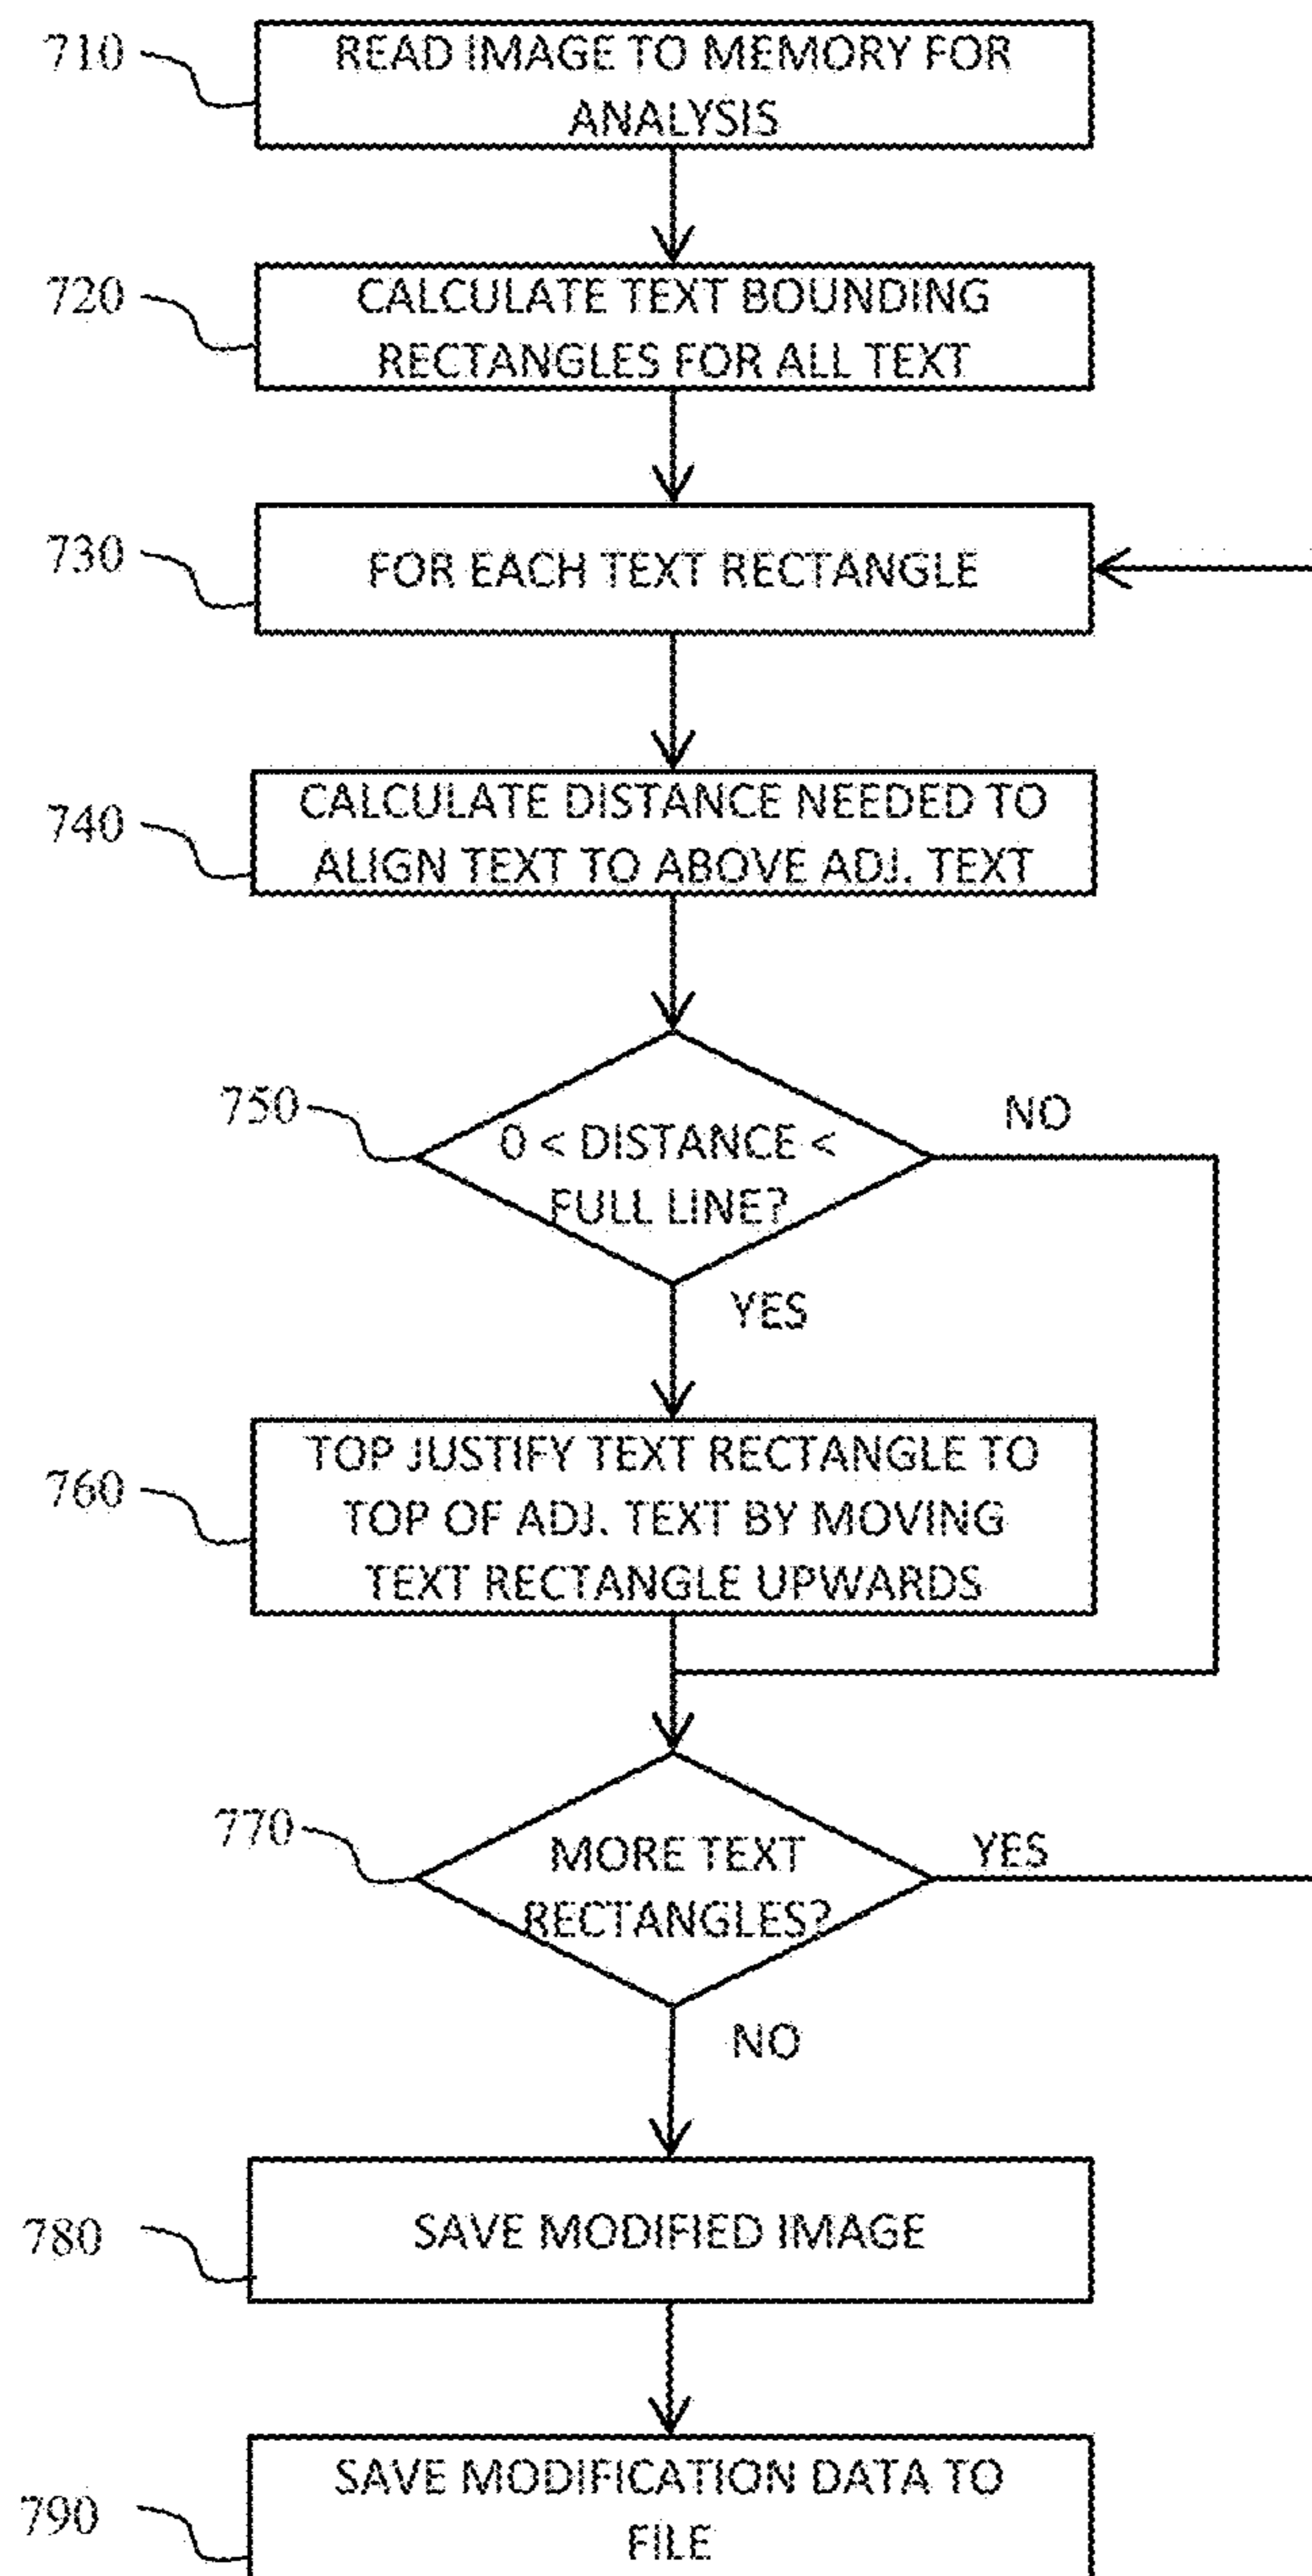 710
READ IMAGE TO MEMORY FOR
ANALYSIS
720
CALCULATE TEXT BOUNDING
RECTANGLES FOR ALL TEXT
730
FOR EACH TEXT RECTANGLE
740
CALCULATE DISTANCE NEEDED TO
ALIGN TEXT TO ABOVE ADJ. TEXT
750
0 < DISTANCE <
FULL LINE?
NO
YES
760
TOP JUSTIFY TEXT RECTANGLE TO
TOP OF ADJ. TEXT BY MOVING
TEXT RECTANGLE UPWARDS
770
MORE TEXT
RECTANGLES?
YES
NO
780
SAVE MODIFIED IMAGE
790
SAVE MODIFICATION DATA TO
FILE